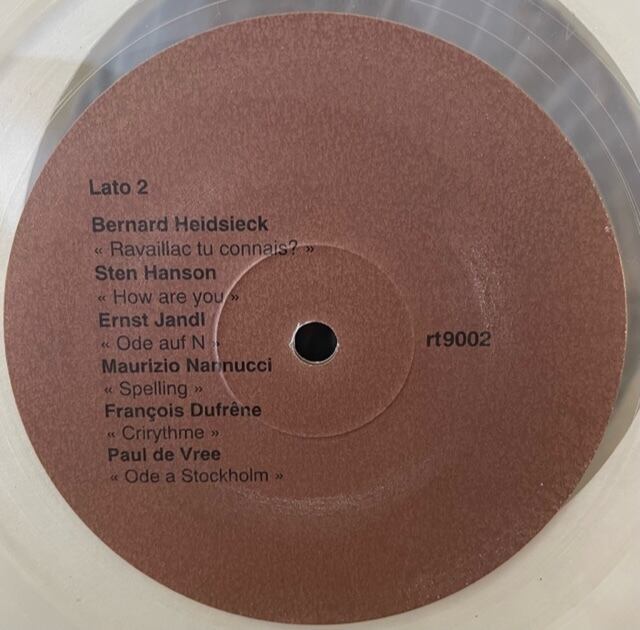 Lato 2
Bernard Heidsieck
« Ravaillac tu connais? »
Sten Hanson
« How are you »
Ernst Jandl
« Ode auf N »
Maurizio Nannucci
« Spelling »
François Dufrêne
« Crirythme »
Paul de Vree
« Ode a Stockholm »
rt9002